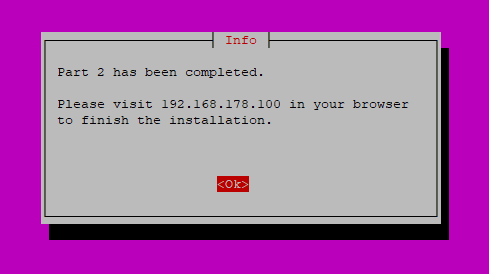 Info
Part 2 has been completed.
Please visit 192.168.178.100 in your browser
to finish the installation.
<Ok>